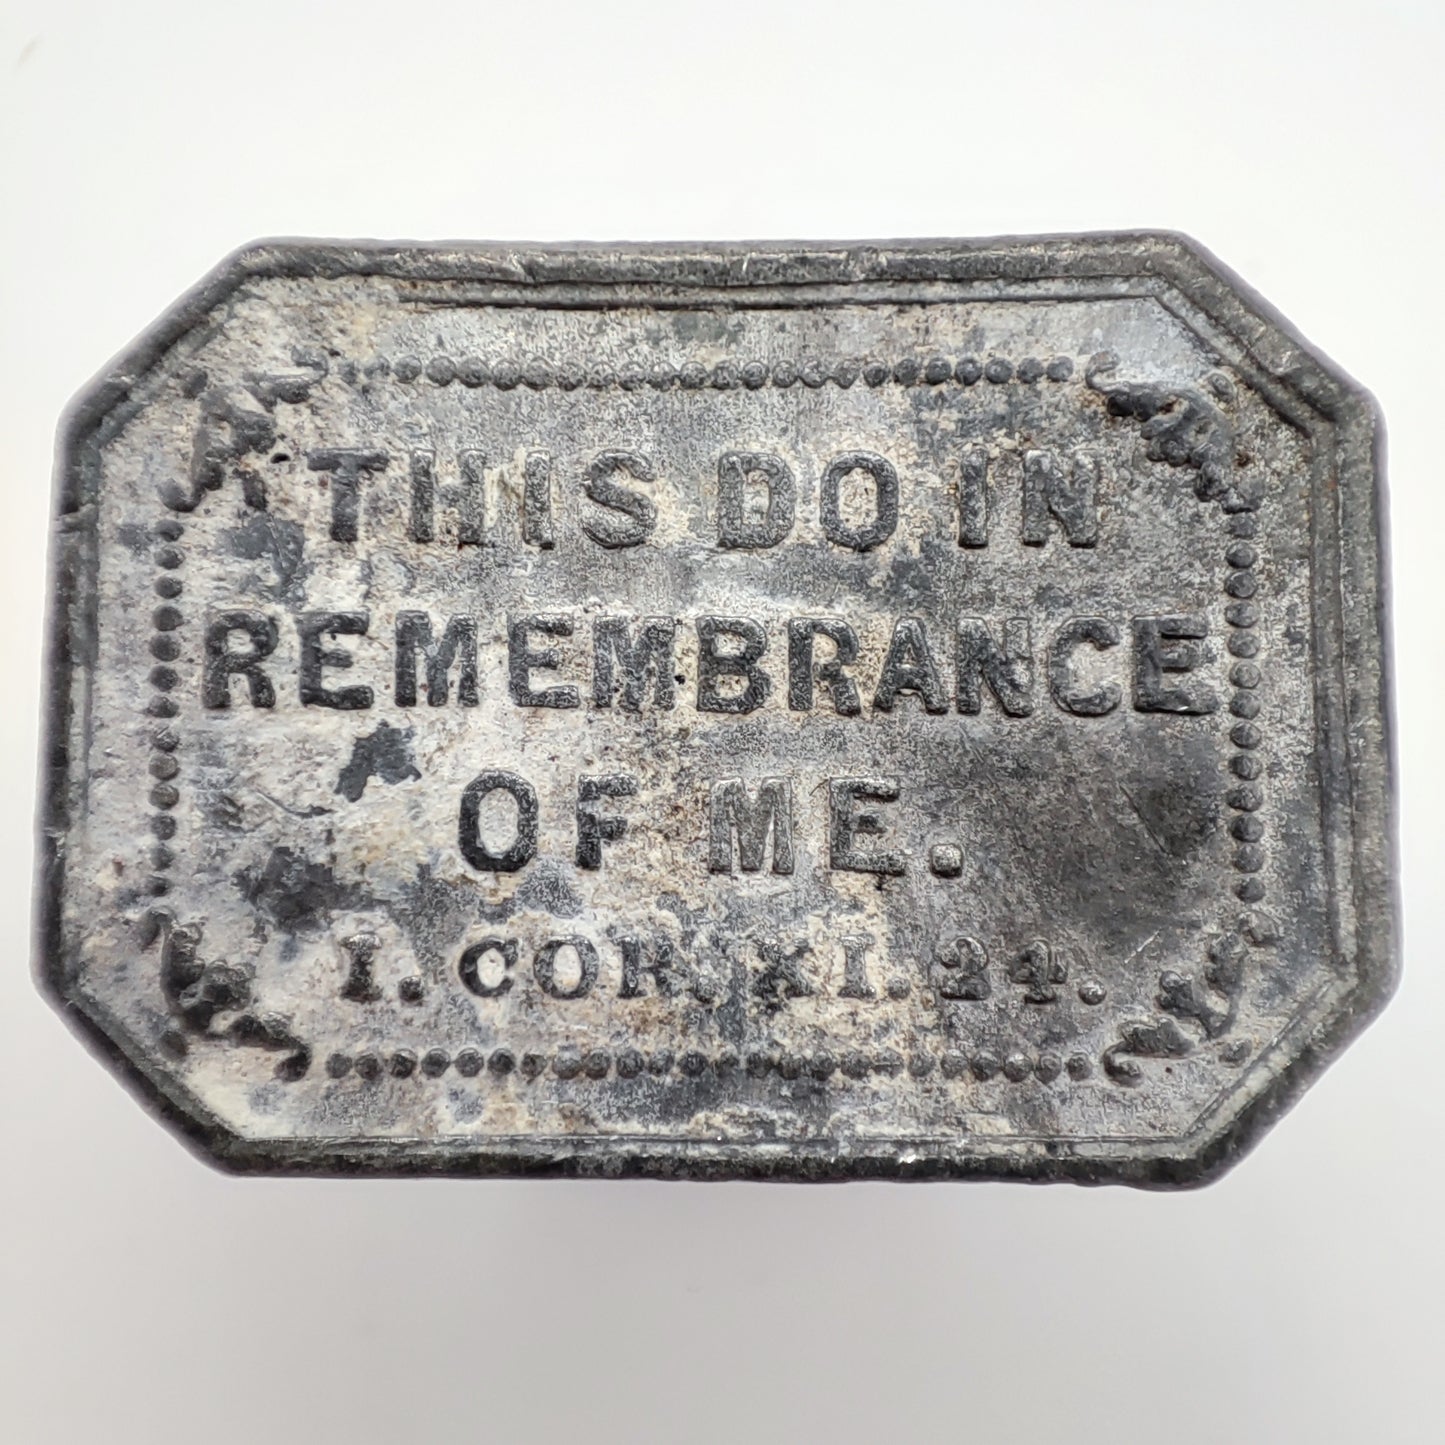 THIS DO IN
REMEMBRANCE
OF ME.
I. COR. XI. 24.